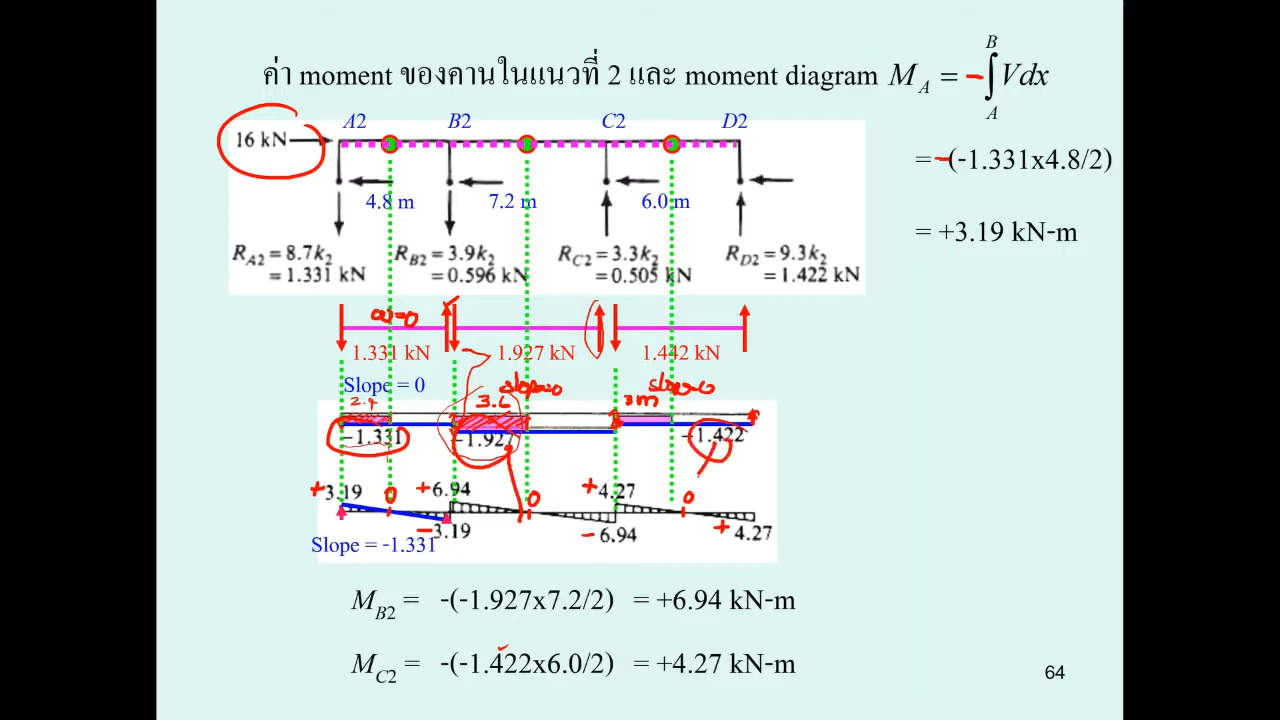 ค่า moment ของคานในแนวที่ 2 และ moment diagram M_A = -∫_A^B Vdx
= -(-1.331x4.8/2)
= +3.19 kN-m
A2 B2 C2 D2
16 kN
4.8 m 7.2 m 6.0 m
R_A2 = 8.7k_2 R_B2 = 3.9k_2 R_C2 = 3.3k_2 R_D2 = 9.3k_2
= 1.331 kN = 0.596 kN = 0.505 kN = 1.422 kN
1.331 kN 1.927 kN 1.442 kN
Slope = 0 slope=0 slope=0
2.4 3.6 3m
-1.331 -1.927 -1.422
+3.19 0 +6.94 0 +4.27 0
-3.19 -6.94 +4.27
Slope = -1.331
M_B2 = -(-1.927x7.2/2) = +6.94 kN-m
M_C2 = -(-1.422x6.0/2) = +4.27 kN-m
64